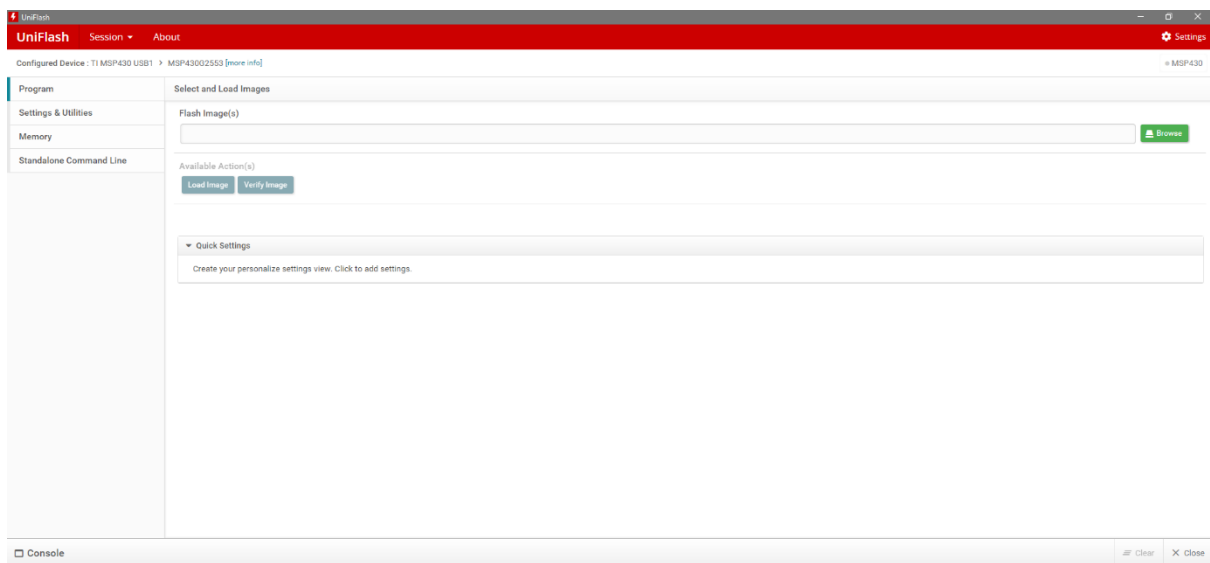 UniFlash
UniFlash Session About Settings
Configured Device : TI MSP430 USB1 > MSP430G2553 [more info] MSP430
Program
Settings & Utilities
Memory
Standalone Command Line
Select and Load Images
Flash Image(s)
Browse
Available Action(s)
Load Image Verify Image
Quick Settings
Create your personalize settings view. Click to add settings.
Console Clear Close